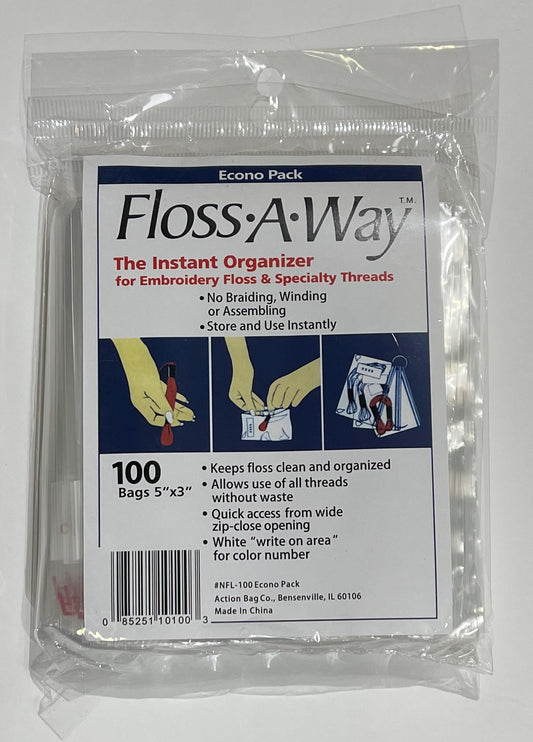 Econo Pack
Floss·A·Way T.M.
The Instant Organizer
for Embroidery Floss & Specialty Threads
• No Braiding, Winding
or Assembling
• Store and Use Instantly
100
Bags 5"x3"
• Keeps floss clean and organized
• Allows use of all threads
without waste
• Quick access from wide
zip-close opening
• White "write on area"
for color number
#NFL-100 Econo Pack
Action Bag Co., Bensenville, IL 60106
Made In China
0 85251 10100 3